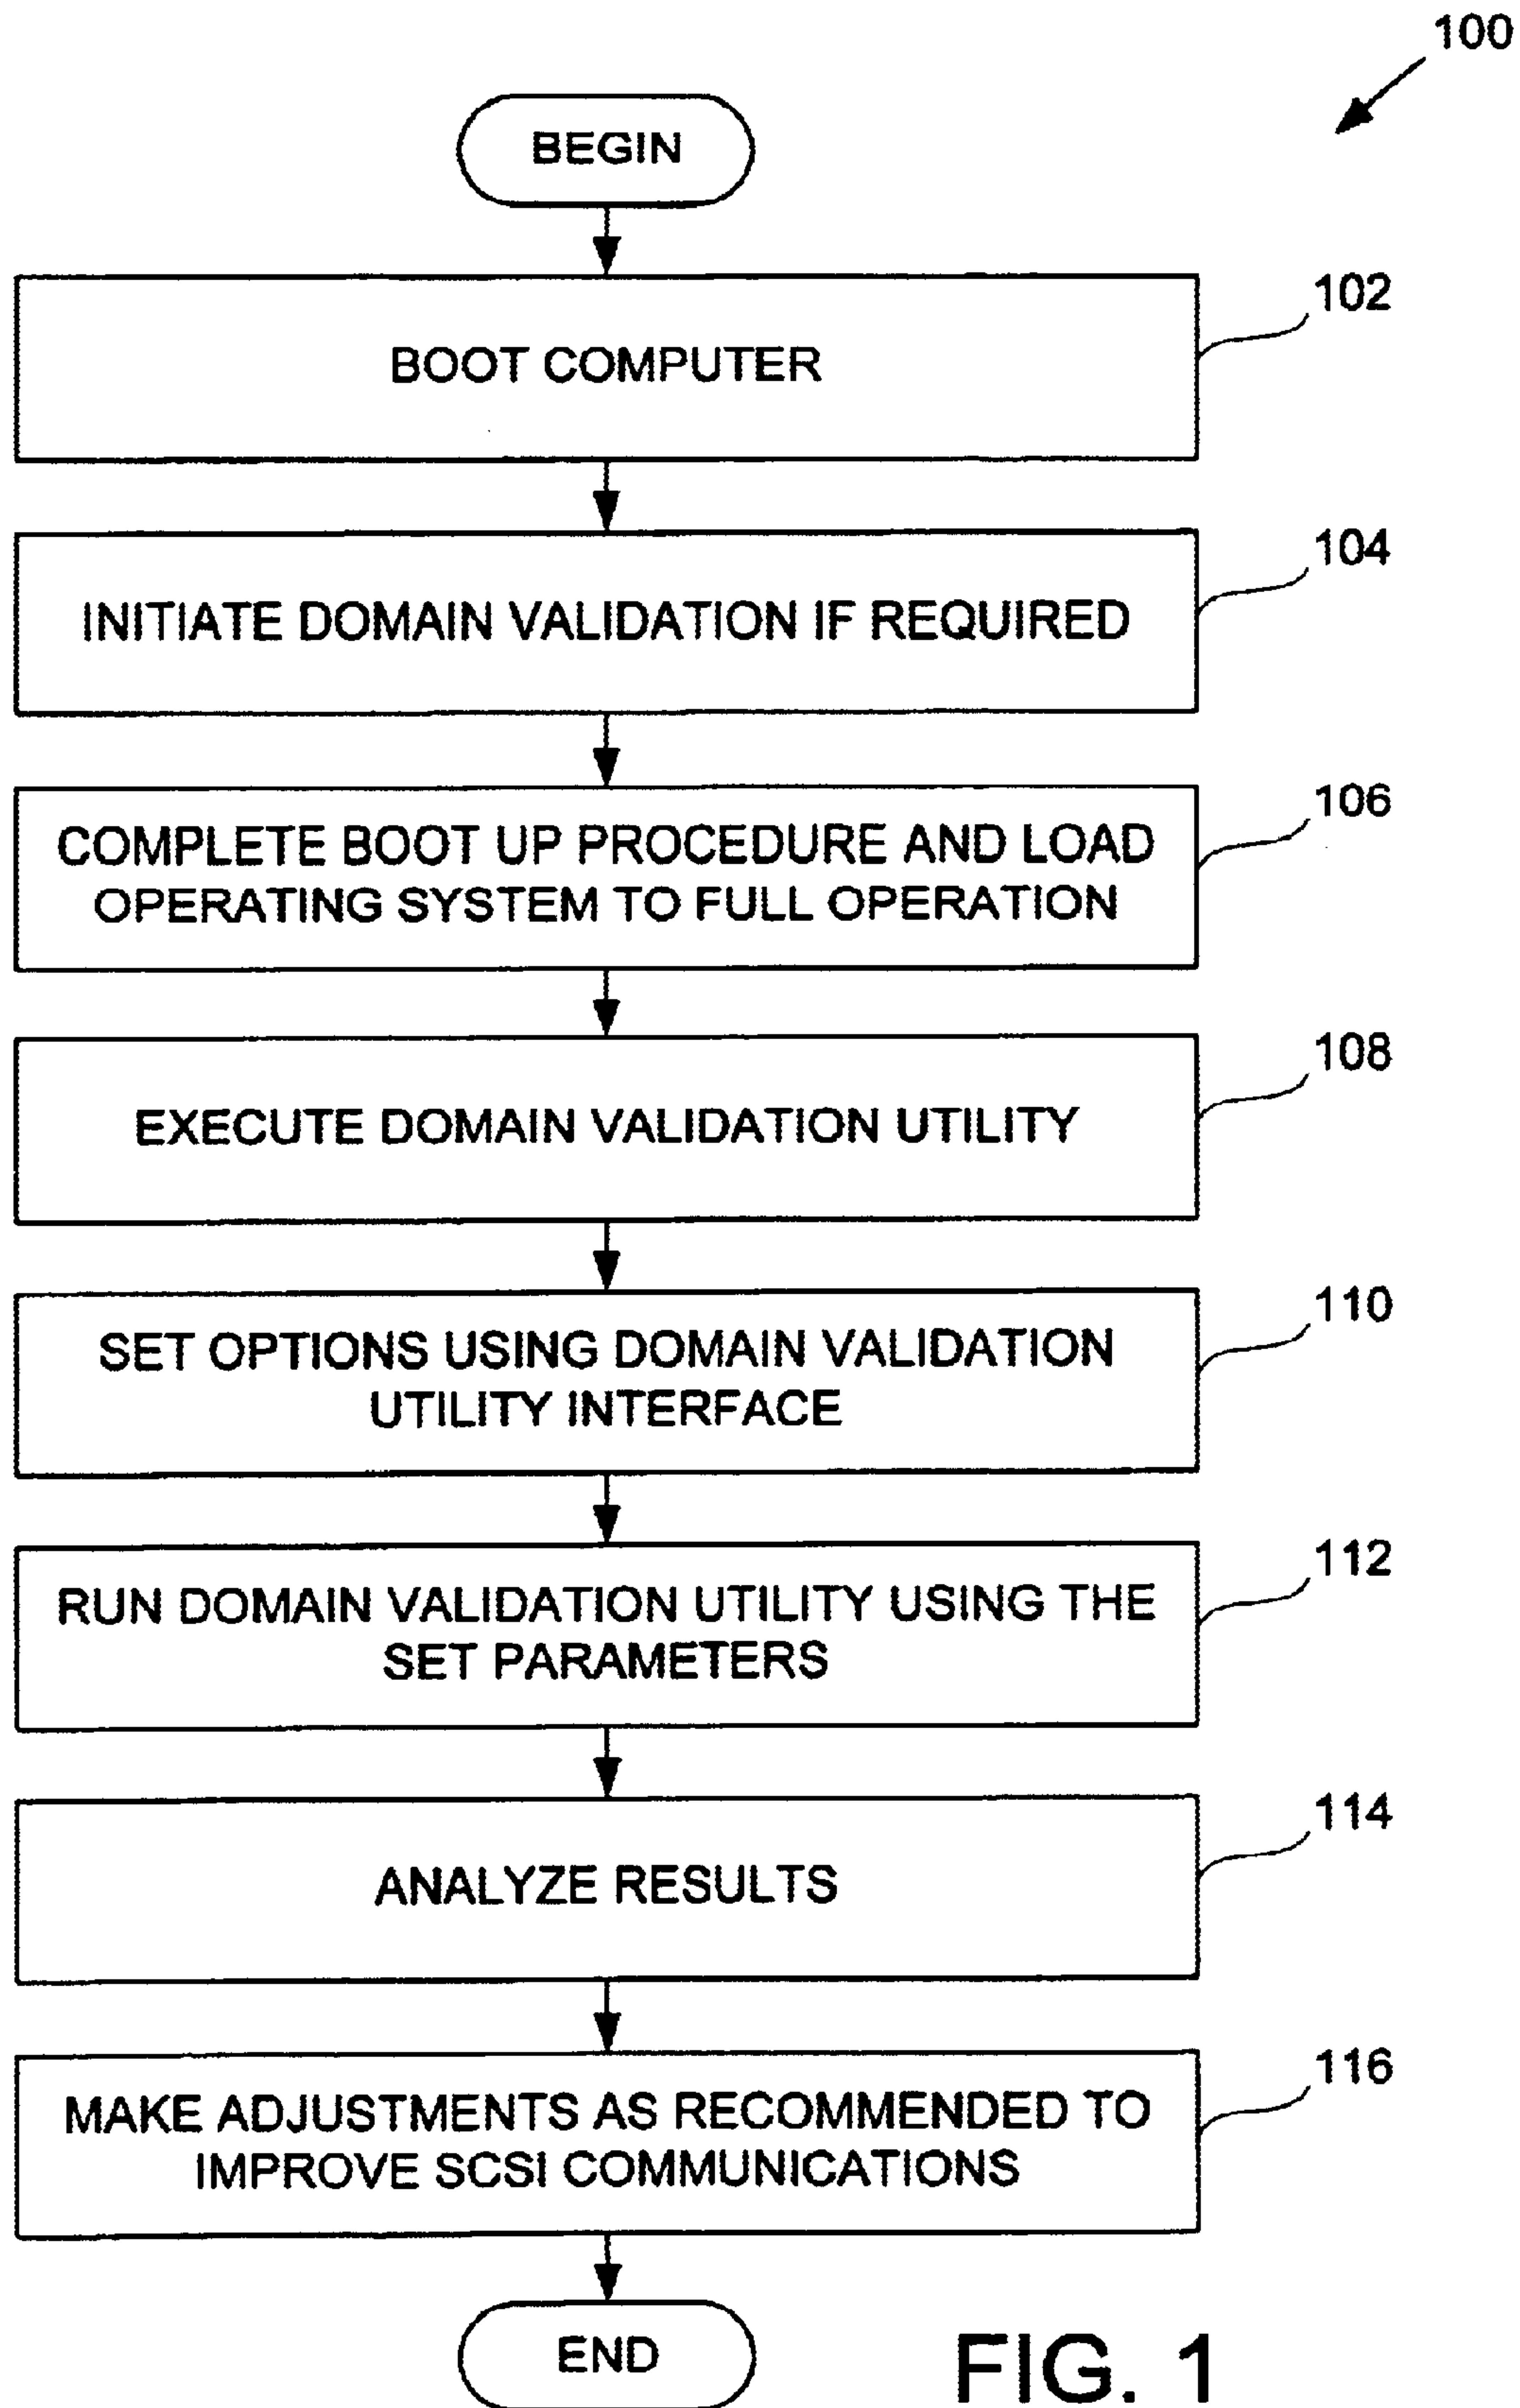 100
BEGIN
102
BOOT COMPUTER
104
INITIATE DOMAIN VALIDATION IF REQUIRED
106
COMPLETE BOOT UP PROCEDURE AND LOAD
OPERATING SYSTEM TO FULL OPERATION
108
EXECUTE DOMAIN VALIDATION UTILITY
110
SET OPTIONS USING DOMAIN VALIDATION
UTILITY INTERFACE
112
RUN DOMAIN VALIDATION UTILITY USING THE
SET PARAMETERS
114
ANALYZE RESULTS
116
MAKE ADJUSTMENTS AS RECOMMENDED TO
IMPROVE SCSI COMMUNICATIONS
END
FIG. 1